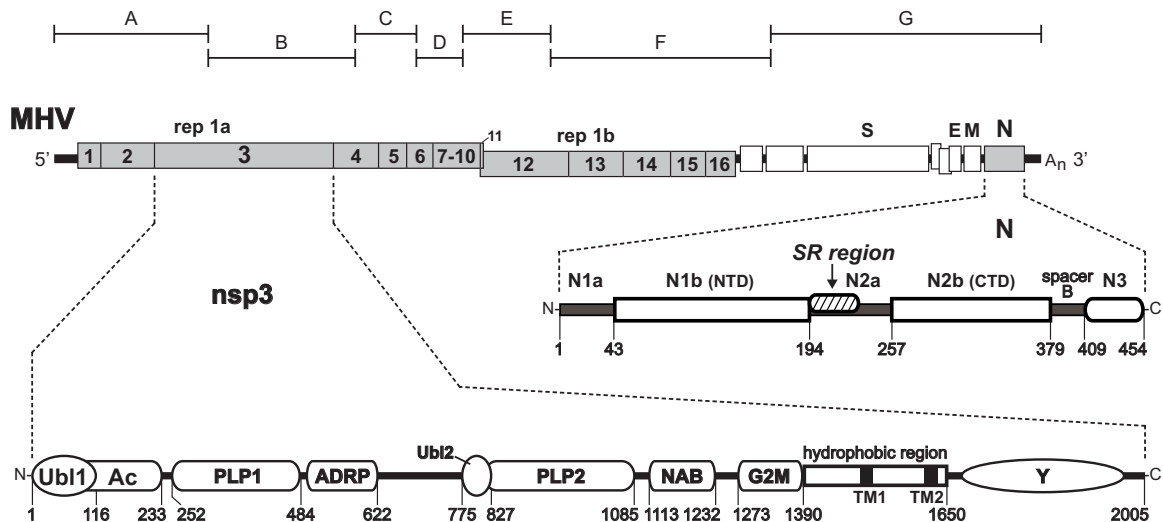 A C E G
B D F
MHV
rep 1a 11 rep 1b S E M N
5' 1 2 3 4 5 6 7-10 12 13 14 15 16 An 3'
N
SR region
nsp3
N1a N1b (NTD) N2a N2b (CTD) spacer B N3
N C
1 43 194 257 379 409 454
Ubl2 hydrophobic region
N Ubl1 Ac PLP1 ADRP PLP2 NAB G2M Y C
TM1 TM2
1 116 233 252 484 622 775 827 1085 1113 1232 1273 1390 1650 2005